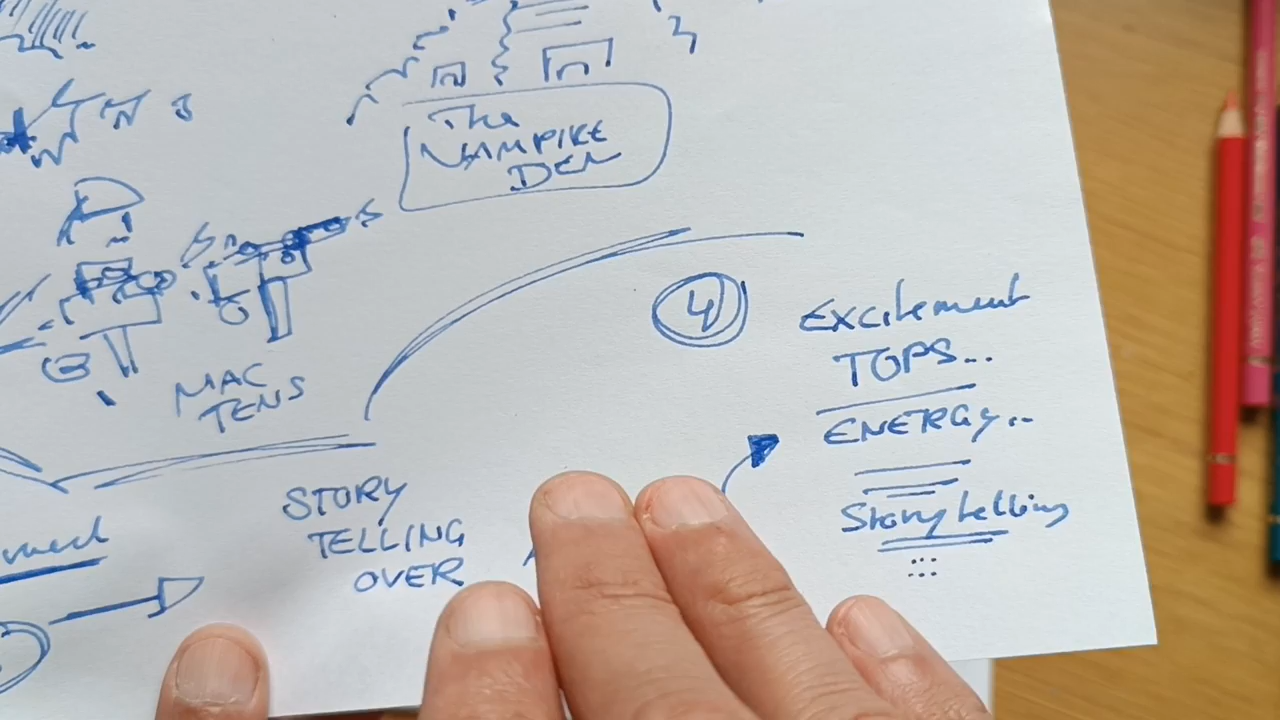 The
VAMPIRE
DEN
MAC
TENS
4
Excitement
TOPS...
ENERGY..
Storytelling
STORY
TELLING
OVER